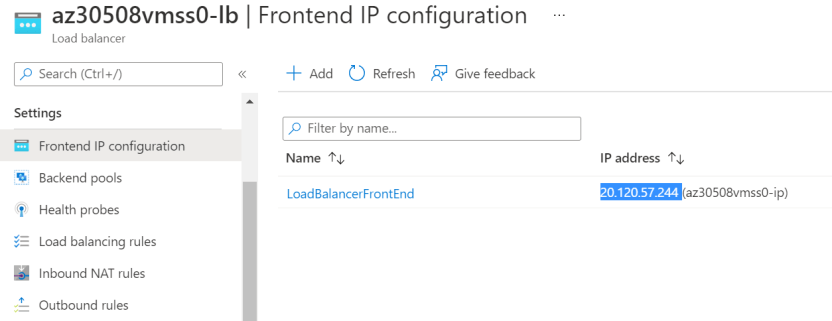 az30508vmss0-lb | Frontend IP configuration ...
Load balancer
Search (Ctrl+/) «
Settings
Frontend IP configuration
Backend pools
Health probes
Load balancing rules
Inbound NAT rules
Outbound rules
+ Add Refresh Give feedback
Filter by name...
Name ↑↓ IP address ↑↓
LoadBalancerFrontEnd 20.120.57.244 (az30508vmss0-ip)